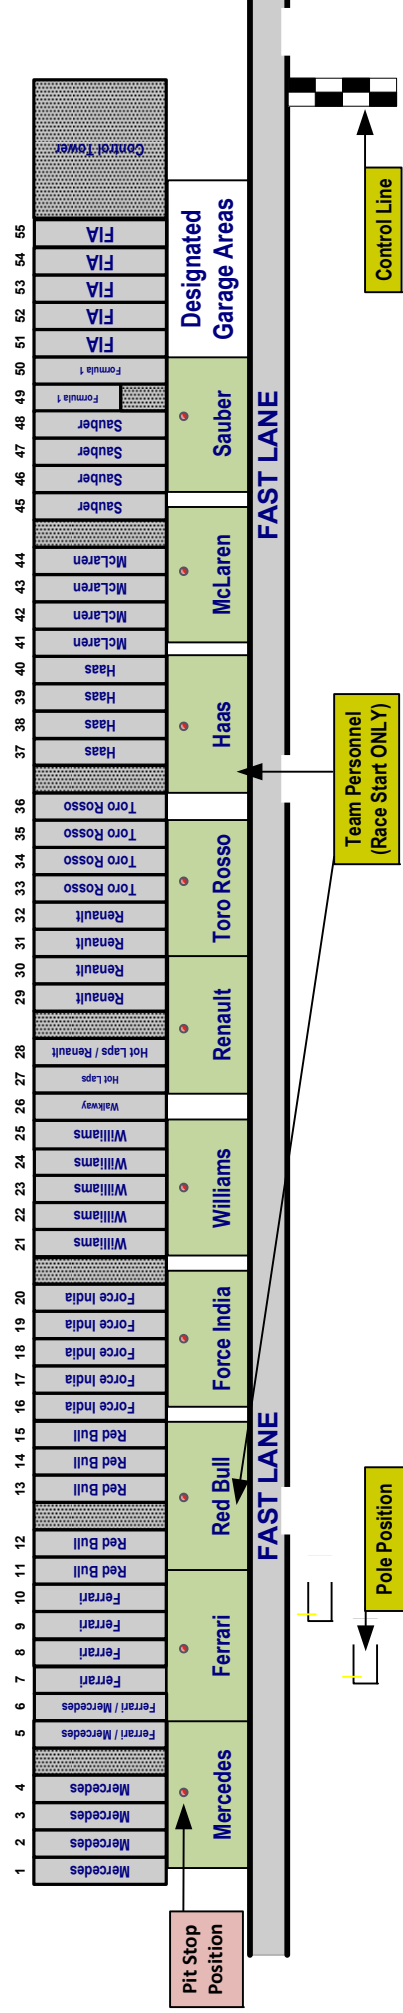 1
2
3
4
5
6
7
8
9
10
11
12
13
14
15
16
17
18
19
20
21
22
23
24
25
26
27
28
29
30
31
32
33
34
35
36
37
38
39
40
41
42
43
44
45
46
47
48
49
50
51
52
53
54
55
Mercedes
Mercedes
Mercedes
Mercedes
Ferrari / Mercedes
Ferrari / Mercedes
Ferrari
Ferrari
Ferrari
Ferrari
Red Bull
Red Bull
Red Bull
Red Bull
Red Bull
Force India
Force India
Force India
Force India
Force India
Williams
Williams
Williams
Williams
Williams
Walkway
Hot Laps
Hot Laps / Renault
Renault
Renault
Renault
Renault
Toro Rosso
Toro Rosso
Toro Rosso
Toro Rosso
Haas
Haas
Haas
Haas
McLaren
McLaren
McLaren
McLaren
Sauber
Sauber
Sauber
Sauber
Formula 1
Formula 1
FIA
FIA
FIA
FIA
FIA
Control Tower
Mercedes
Ferrari
Red Bull
Force India
Williams
Renault
Toro Rosso
Haas
McLaren
Sauber
Designated
Garage Areas
Pit Stop
Position
FAST LANE
FAST LANE
Pole Position
Team Personnel
(Race Start ONLY)
Control Line